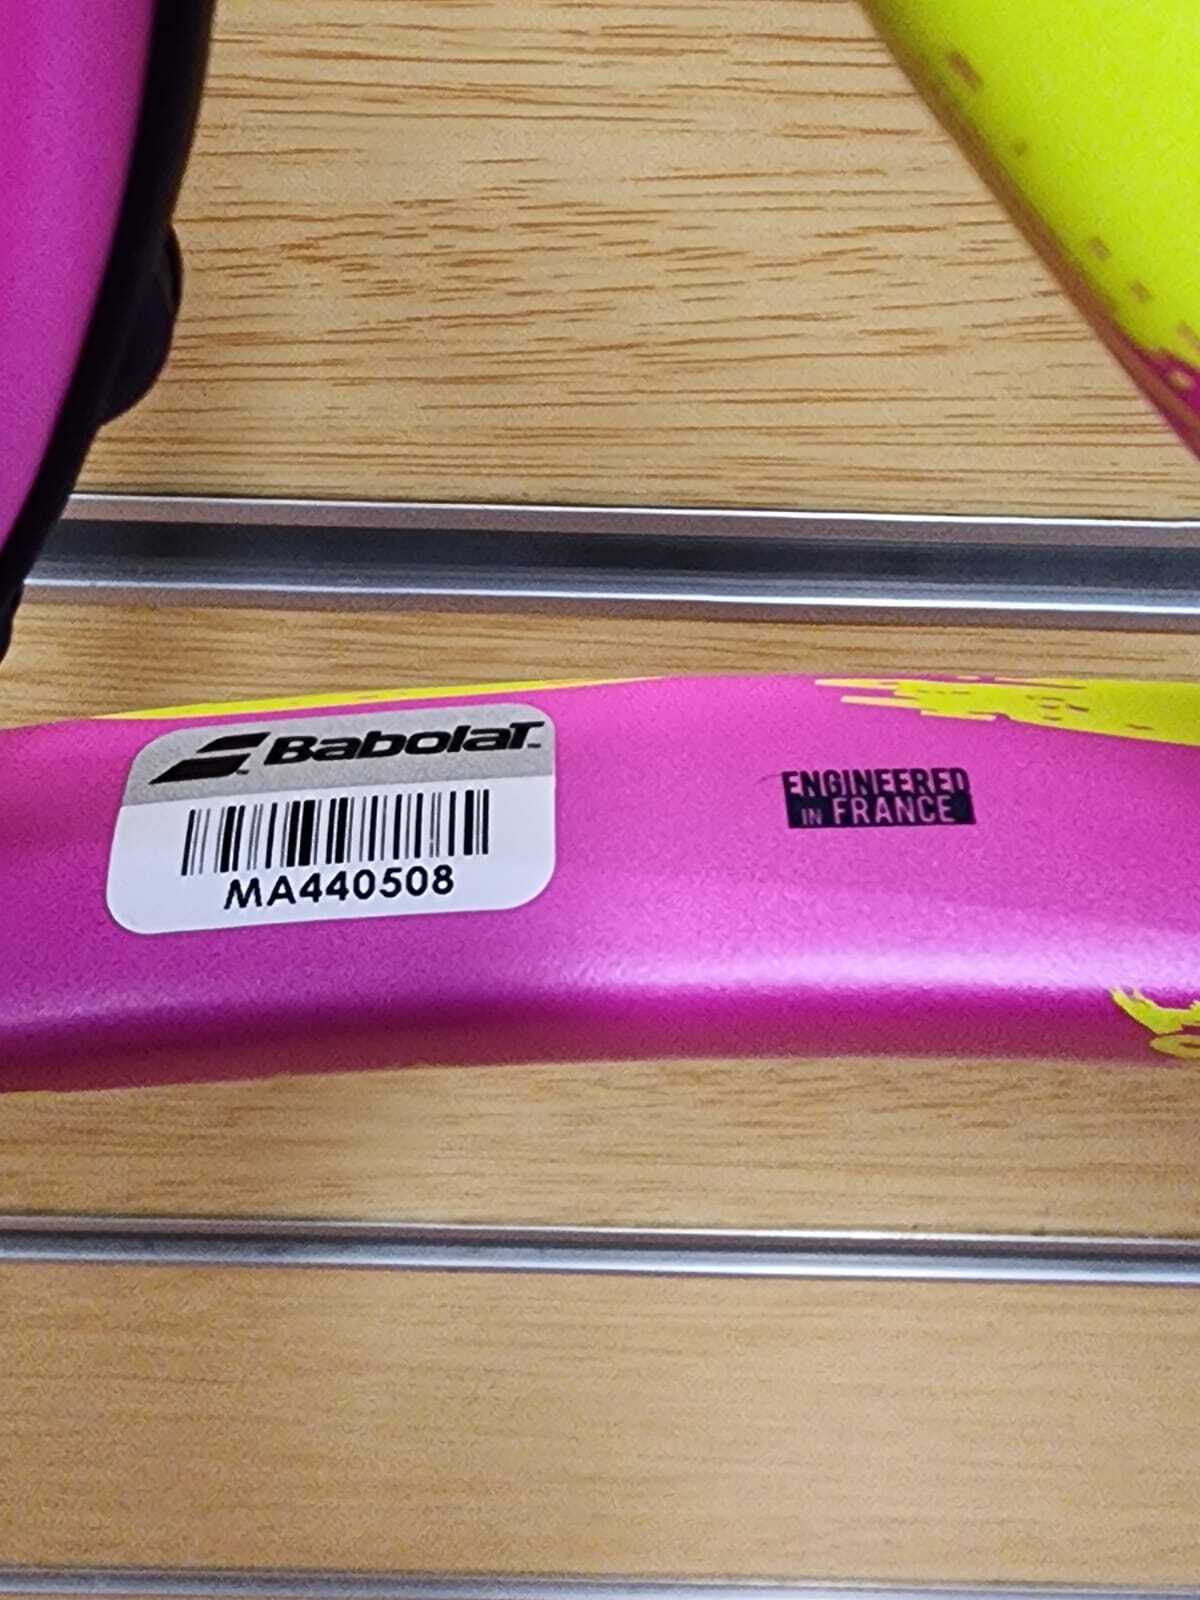 BabolaT
MA440508
ENGINEERED
IN FRANCE